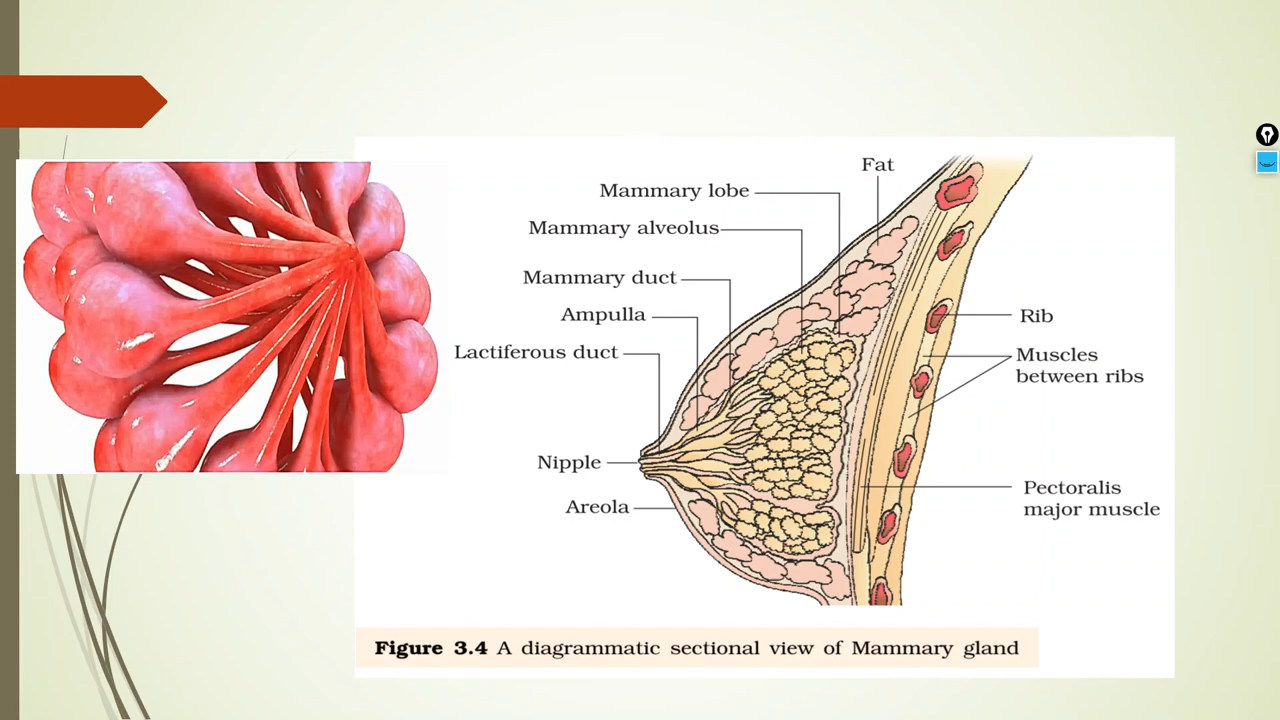 Fat
Mammary lobe
Mammary alveolus
Mammary duct
Ampulla
Lactiferous duct
Nipple
Areola
Rib
Muscles
between ribs
Pectoralis
major muscle
Figure 3.4 A diagrammatic sectional view of Mammary gland